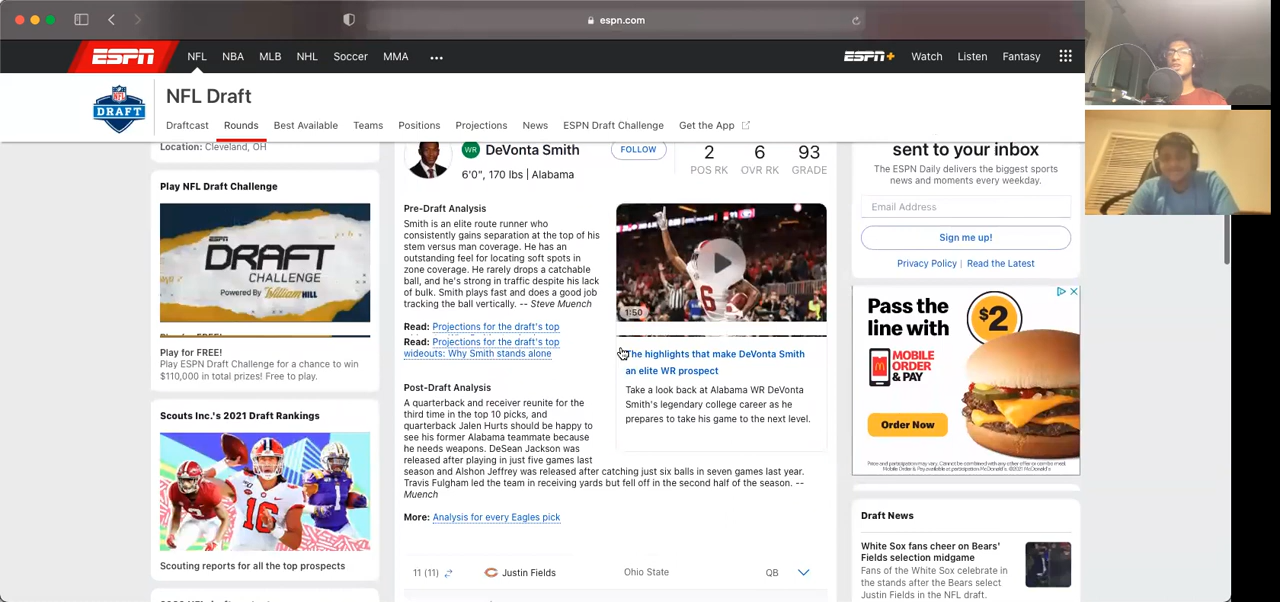 espn.com
ESPN NFL NBA MLB NHL Soccer MMA ••• ESPN+ Watch Listen Fantasy
NFL DRAFT
NFL Draft
Draftcast Rounds Best Available Teams Positions Projections News ESPN Draft Challenge Get the App
Location: Cleveland, OH
Play NFL Draft Challenge
ESPN
DRAFT
CHALLENGE
Powered By William HILL
Play for FREE!
Play ESPN Draft Challenge for a chance to win
$110,000 in total prizes! Free to play.
Scouts Inc.'s 2021 Draft Rankings
16
Scouting reports for all the top prospects
WR DeVonta Smith FOLLOW
6'0", 170 lbs | Alabama
2 6 93
POS RK OVR RK GRADE
Pre-Draft Analysis
Smith is an elite route runner who
consistently gains separation at the top of his
stem versus man coverage. He has an
outstanding feel for locating soft spots in
zone coverage. He rarely drops a catchable
ball, and he's strong in traffic despite his lack
of bulk. Smith plays fast and does a good job
tracking the ball vertically. -- Steve Muench
Read: Projections for the draft's top
Read: Projections for the draft's top
wideouts: Why Smith stands alone
6
1:50
The highlights that make DeVonta Smith
an elite WR prospect
Take a look back at Alabama WR DeVonta
Smith's legendary college career as he
prepares to take his game to the next level.
Post-Draft Analysis
A quarterback and receiver reunite for the
third time in the top 10 picks, and
quarterback Jalen Hurts should be happy to
see his former Alabama teammate because
he needs weapons. DeSean Jackson was
released after playing in just five games last
season and Alshon Jeffrey was released after catching just six balls in seven games last year.
Travis Fulgham led the team in receiving yards but fell off in the second half of the season. --
Muench
More: Analysis for every Eagles pick
11 (11) Justin Fields Ohio State QB
sent to your inbox
The ESPN Daily delivers the biggest sports
news and moments every weekday.
Email Address
Sign me up!
Privacy Policy | Read the Latest
Pass the
line with
$2
MOBILE
ORDER
& PAY
Order Now
Draft News
White Sox fans cheer on Bears'
Fields selection midgame
Fans of the White Sox celebrate in
the stands after the Bears select
Justin Fields in the NFL draft.